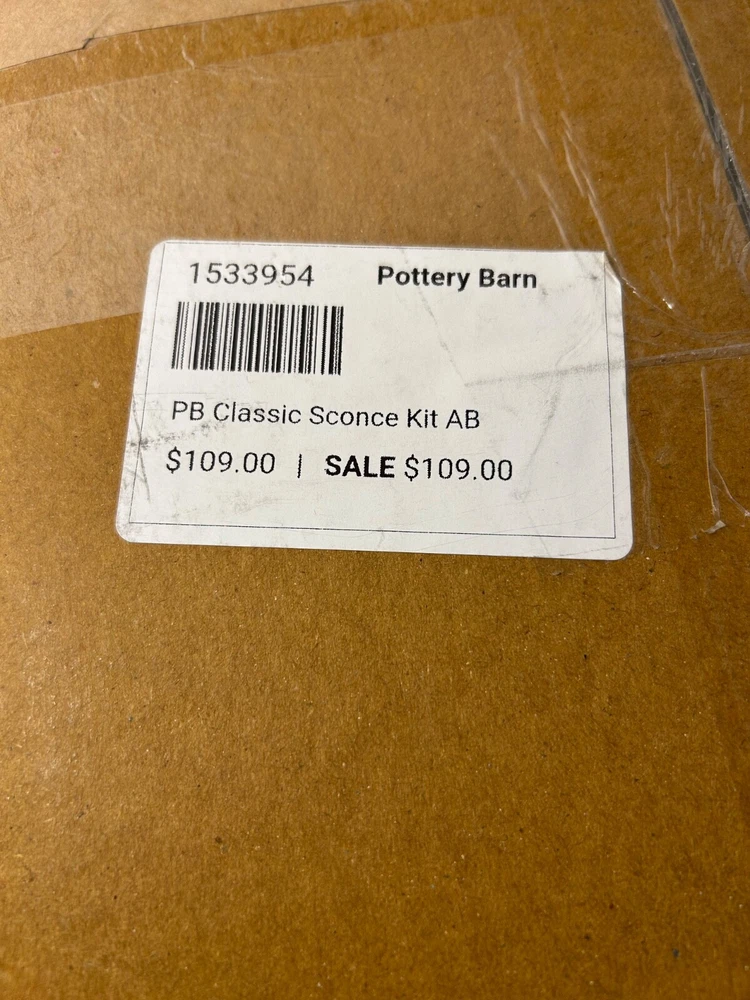 1533954 Pottery Barn
PB Classic Sconce Kit AB
$109.00 | SALE $109.00